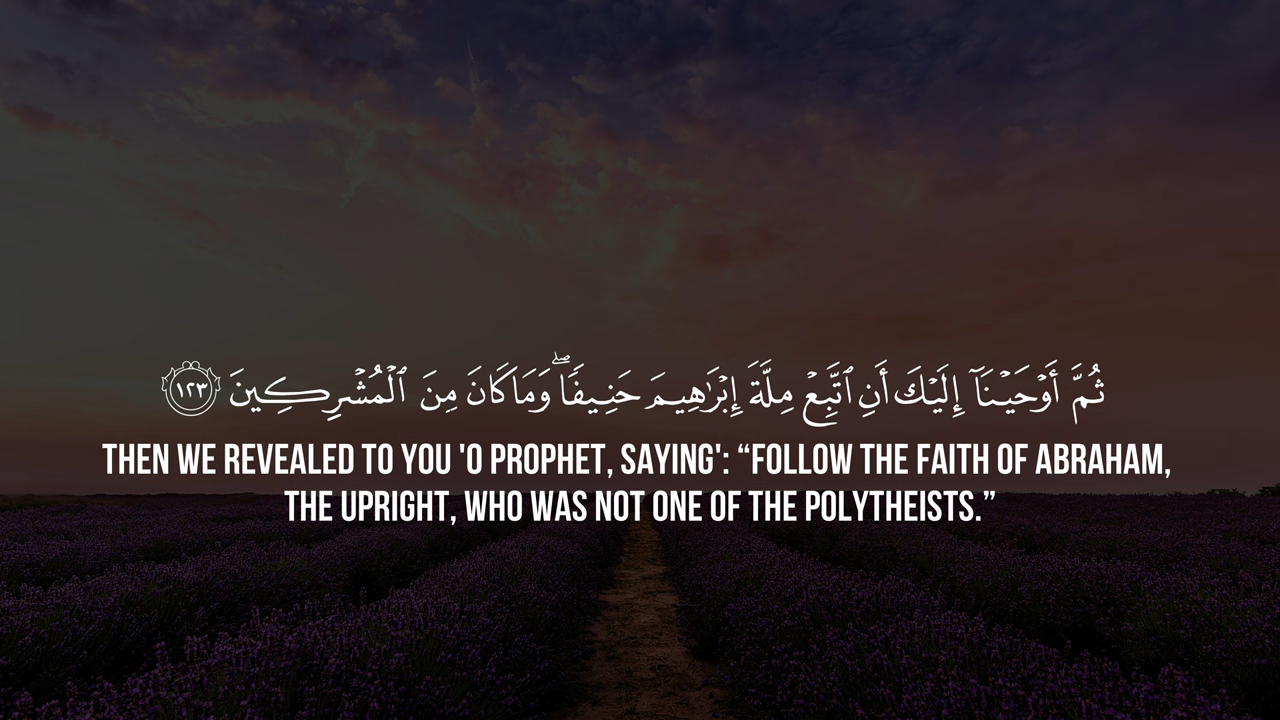 ثُمَّ أَوْحَيْنَآ إِلَيْكَ أَنِ ٱتَّبِعْ مِلَّةَ إِبْرَٰهِيمَ حَنِيفًا ۖ وَمَا كَانَ مِنَ ٱلْمُشْرِكِينَ ١٢٣
THEN WE REVEALED TO YOU 'O PROPHET, SAYING': “FOLLOW THE FAITH OF ABRAHAM,
THE UPRIGHT, WHO WAS NOT ONE OF THE POLYTHEISTS.”